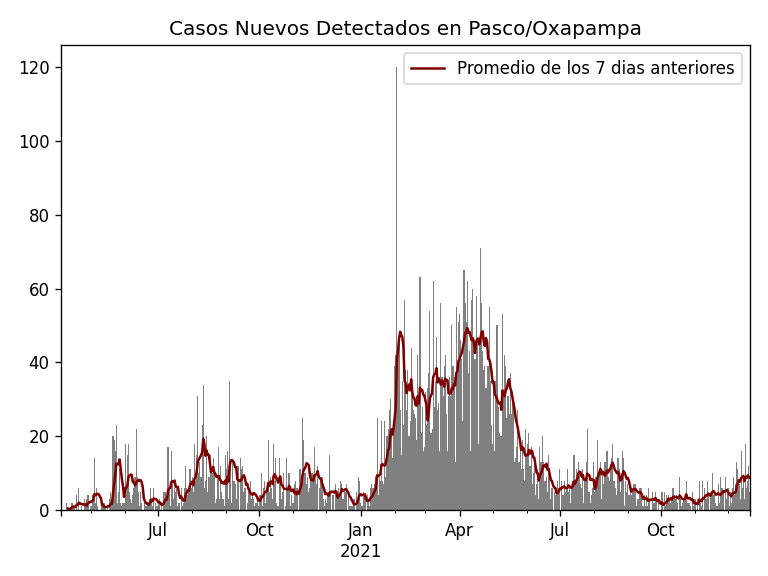 Casos Nuevos Detectados en Pasco/Oxapampa
Promedio de los 7 dias anteriores
120
100
80
60
40
20
0
Jul
Oct
Jan
2021
Apr
Jul
Oct